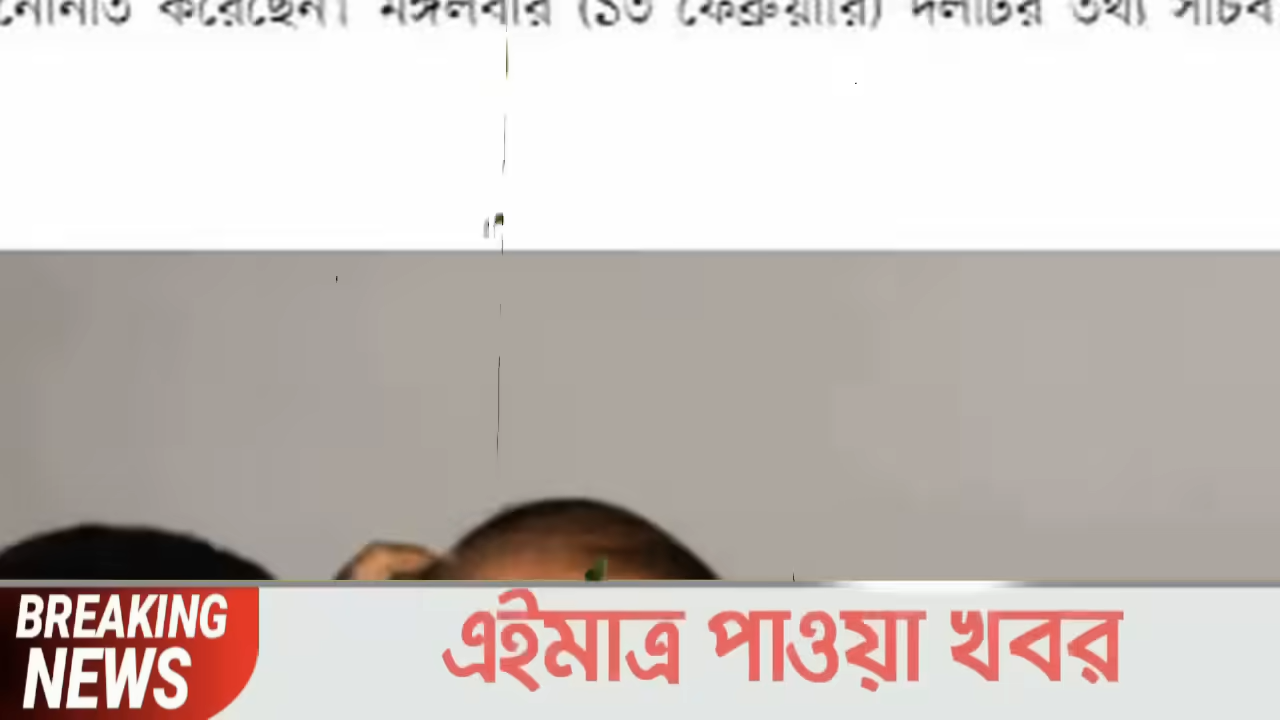 করেছেন। মঙ্গলবার (১৩ ফেব্রুয়ারি) দলটির তথ্য সচিব
BREAKING
NEWS
এইমাত্র পাওয়া খবর